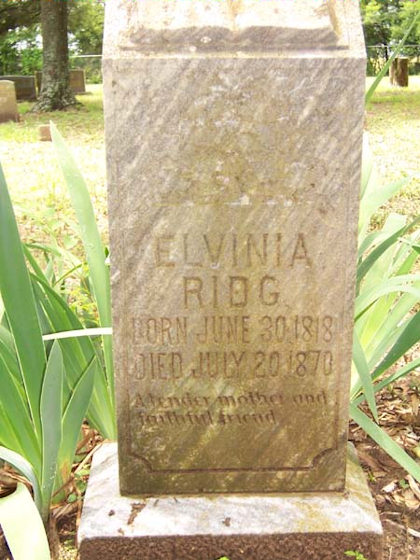 ELVINIA
RIDG
BORN JUNE 30, 1818
DIED JULY 20, 1870
A tender mother and
faithful friend